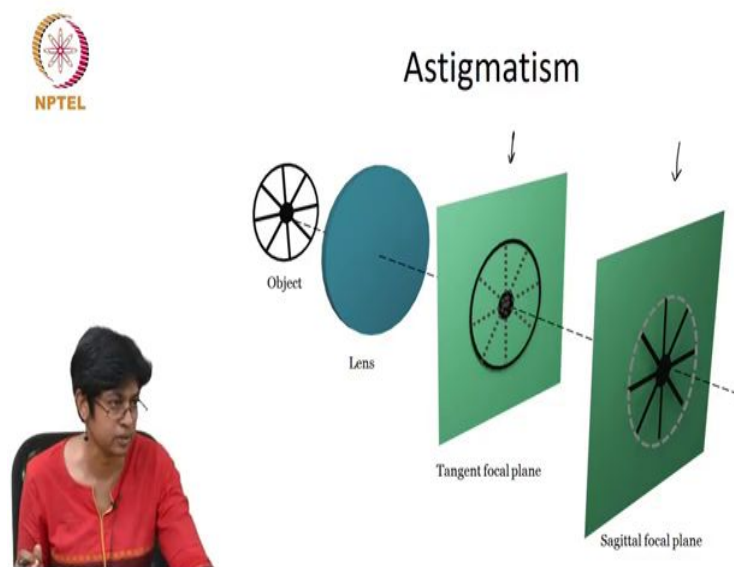 NPTEL
Astigmatism
Object
Lens
Tangent focal plane
Sagittal focal plane